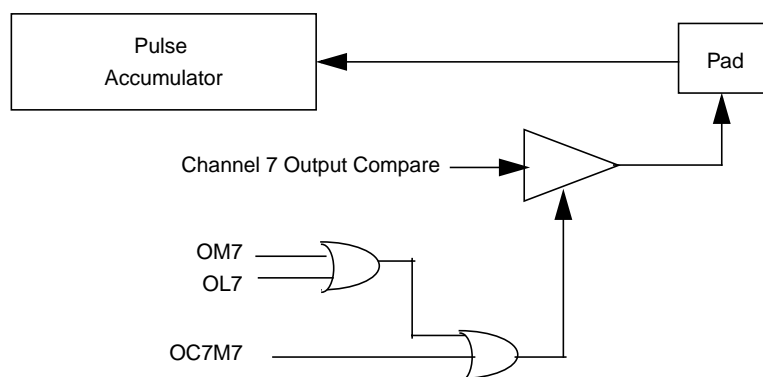 Pulse
Accumulator
Pad
Channel 7 Output Compare
OM7
OL7
OC7M7